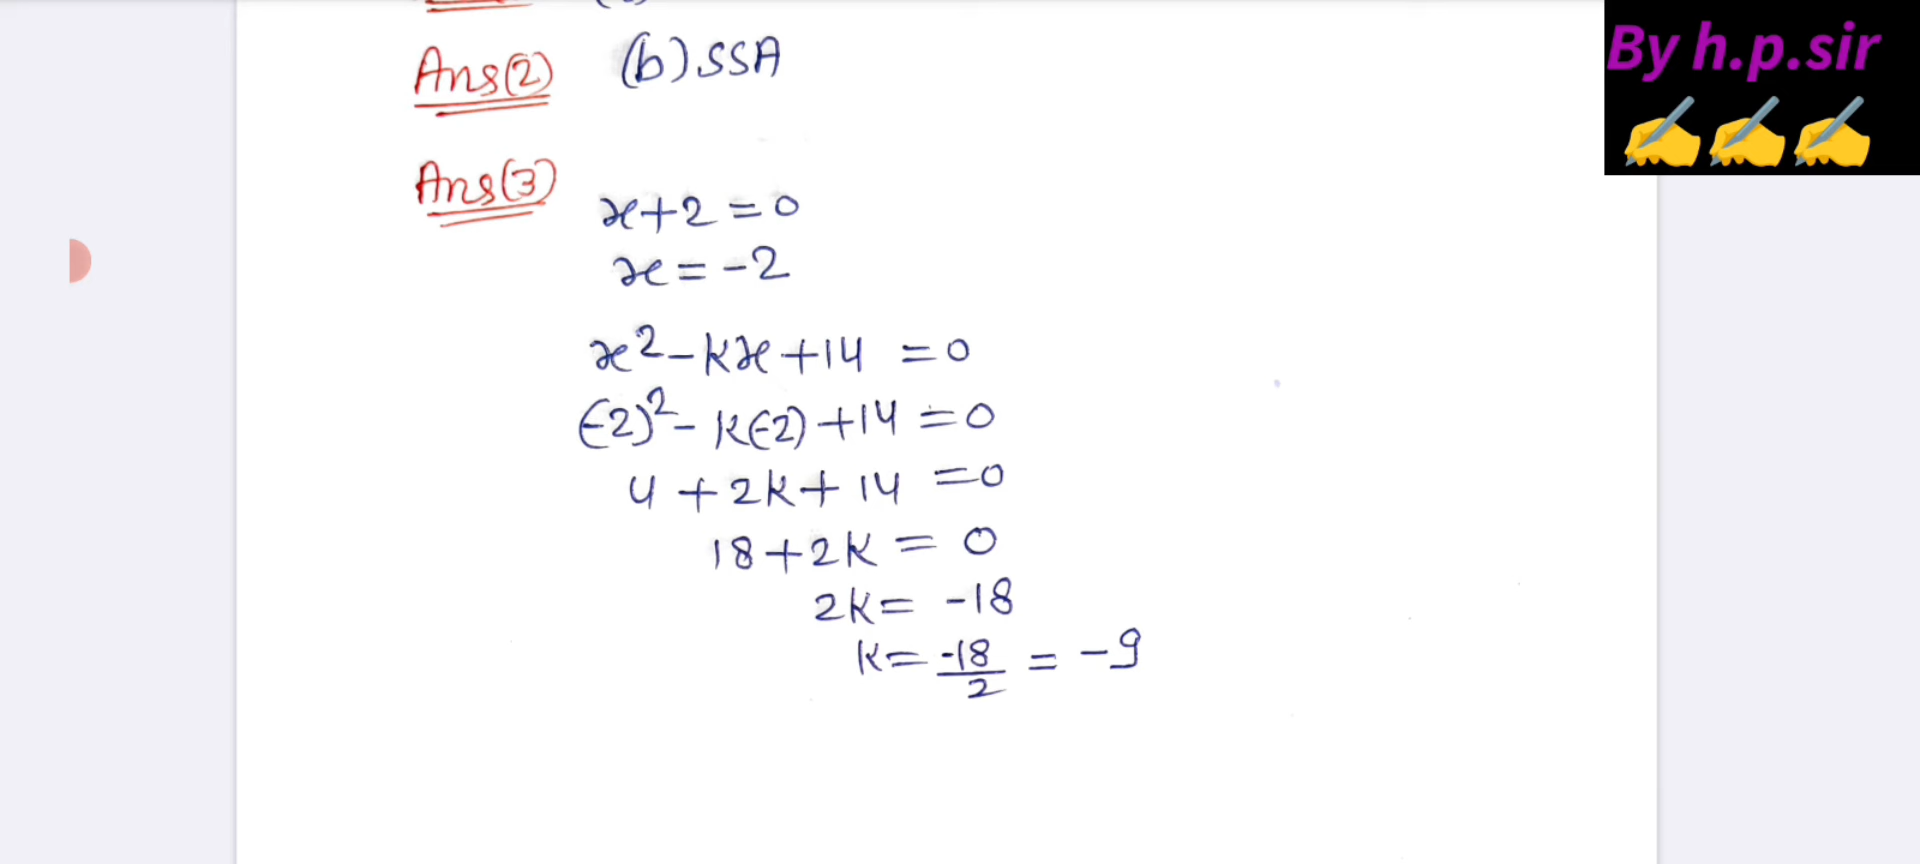 Ans(2) (b) SSA
Ans(3)
x+2=0
x=-2
x²-kx+14 =0
(-2)²-k(-2)+14=0
4+2k+14 =0
18+2k= 0
2k= -18
k= -18/2 = -9
By h.p.sir